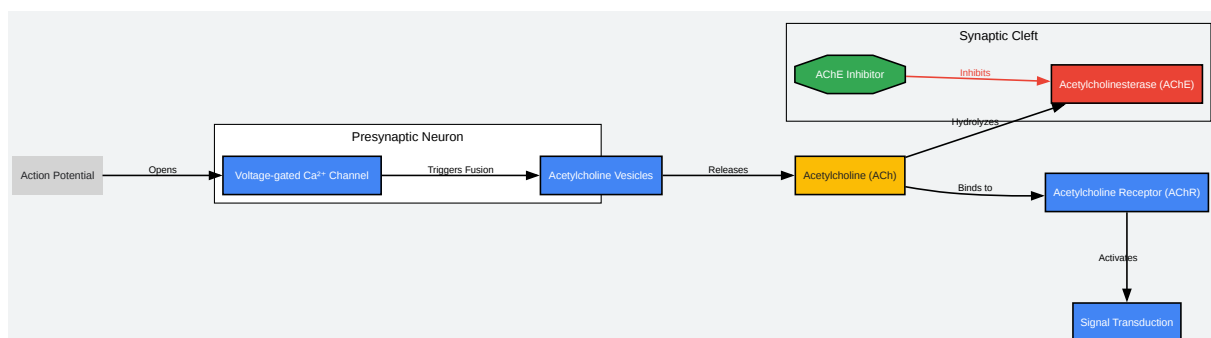 Synaptic Cleft
AChE Inhibitor
Inhibits
Acetylcholinesterase (AChE)
Hydrolyzes
Presynaptic Neuron
Action Potential
Opens
Voltage-gated Ca²⁺ Channel
Triggers Fusion
Acetylcholine Vesicles
Releases
Acetylcholine (ACh)
Binds to
Acetylcholine Receptor (AChR)
Activates
Signal Transduction